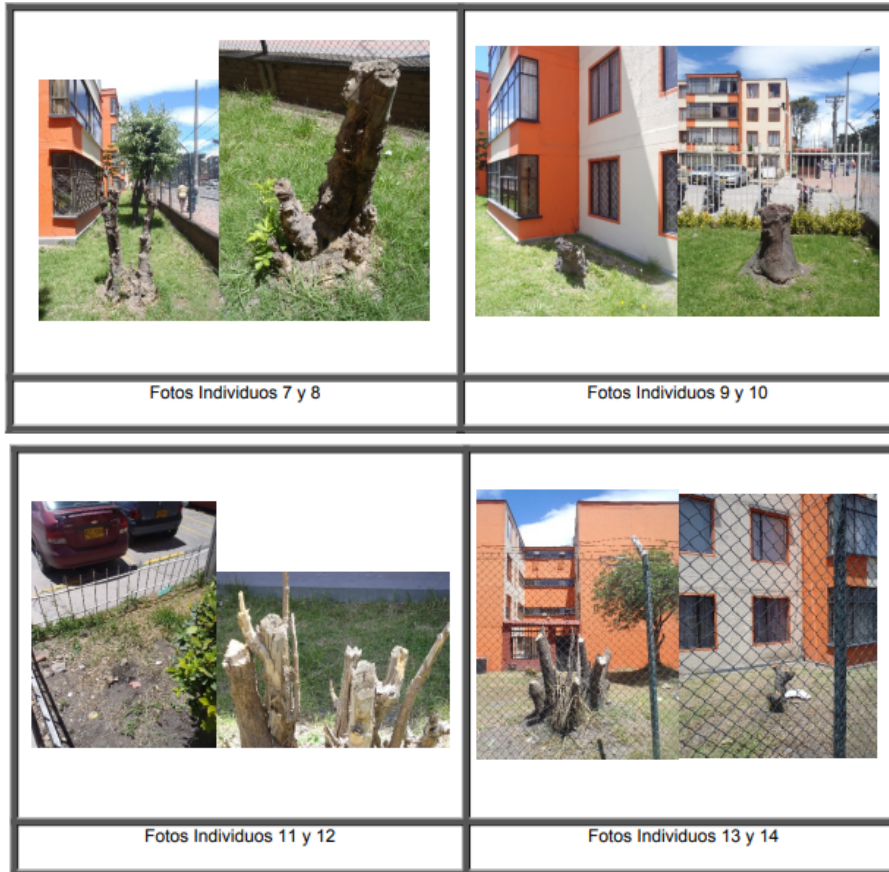 Fotos Individuos 7 y 8
Fotos Individuos 9 y 10
Fotos Individuos 11 y 12
Fotos Individuos 13 y 14